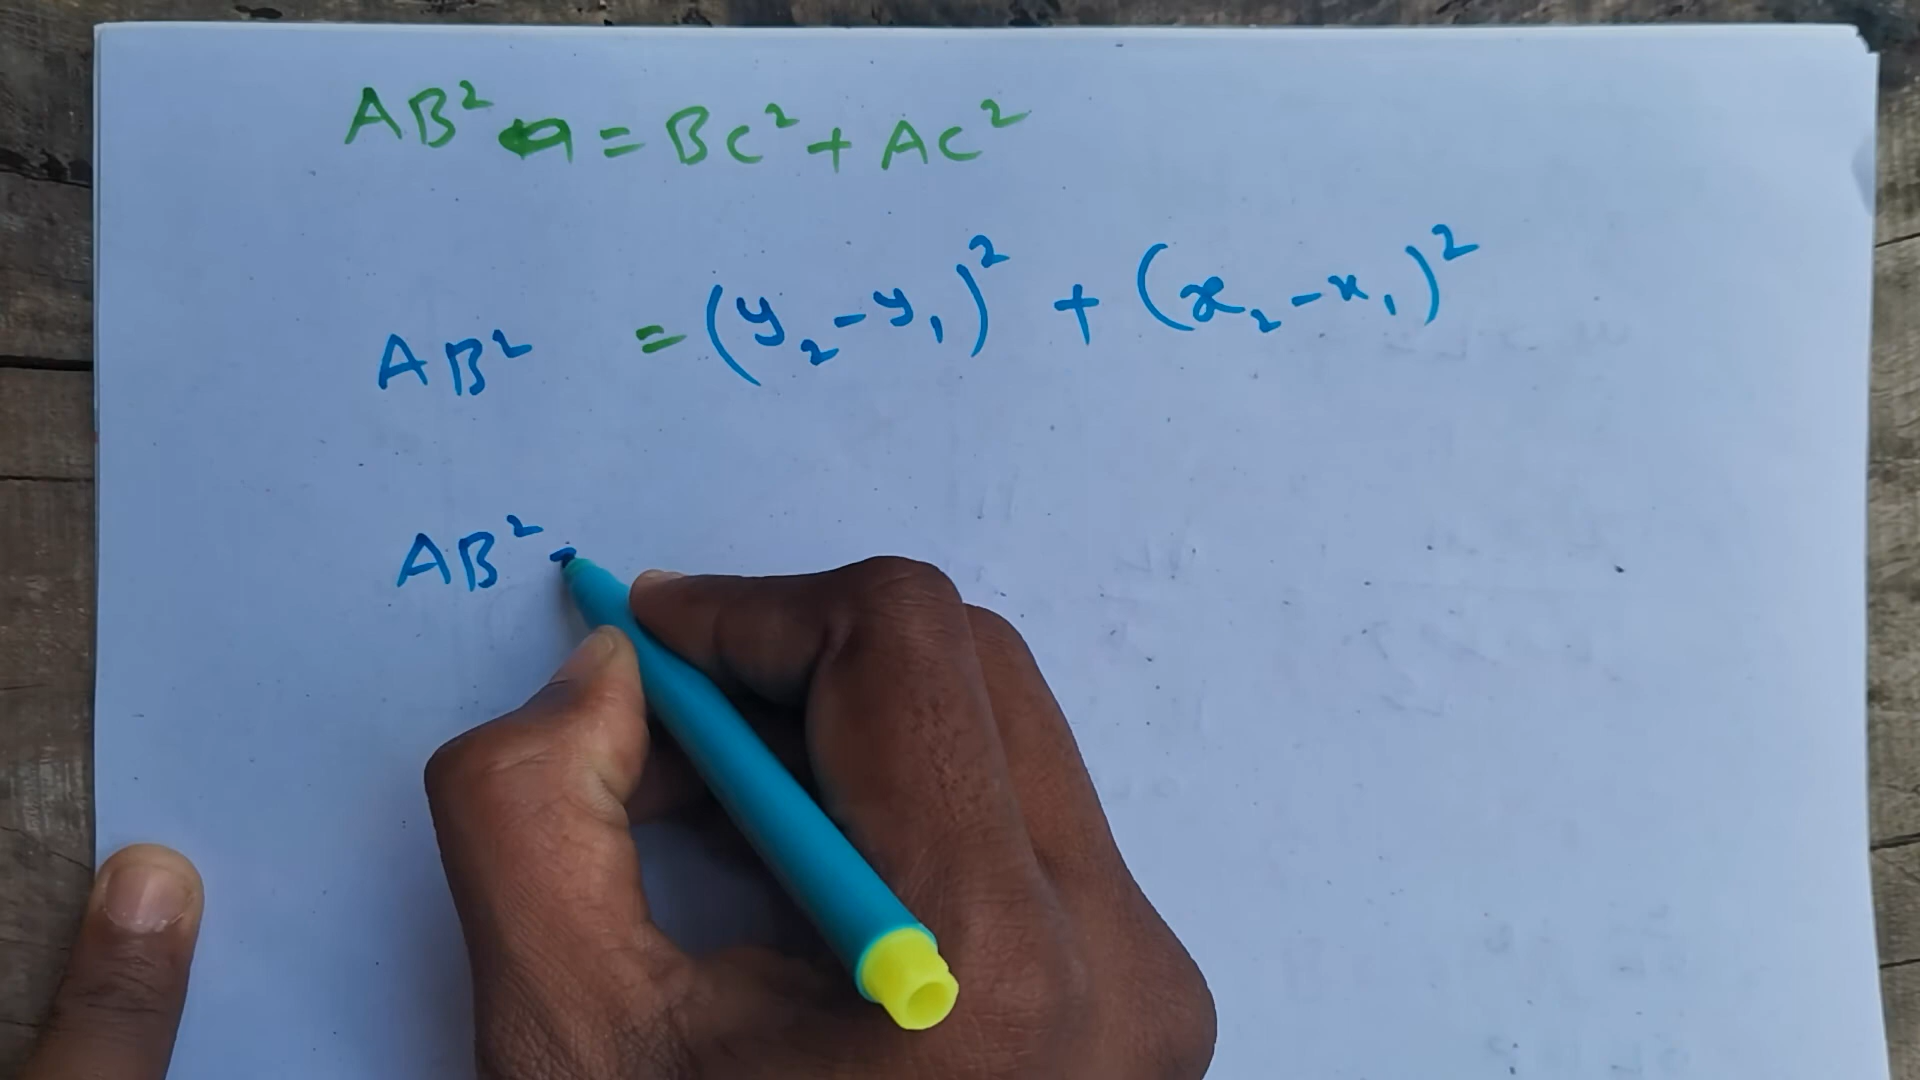 AB² = BC² + AC²
AB² = (y₂ - y₁)² + (x₂ - x₁)²
AB² =